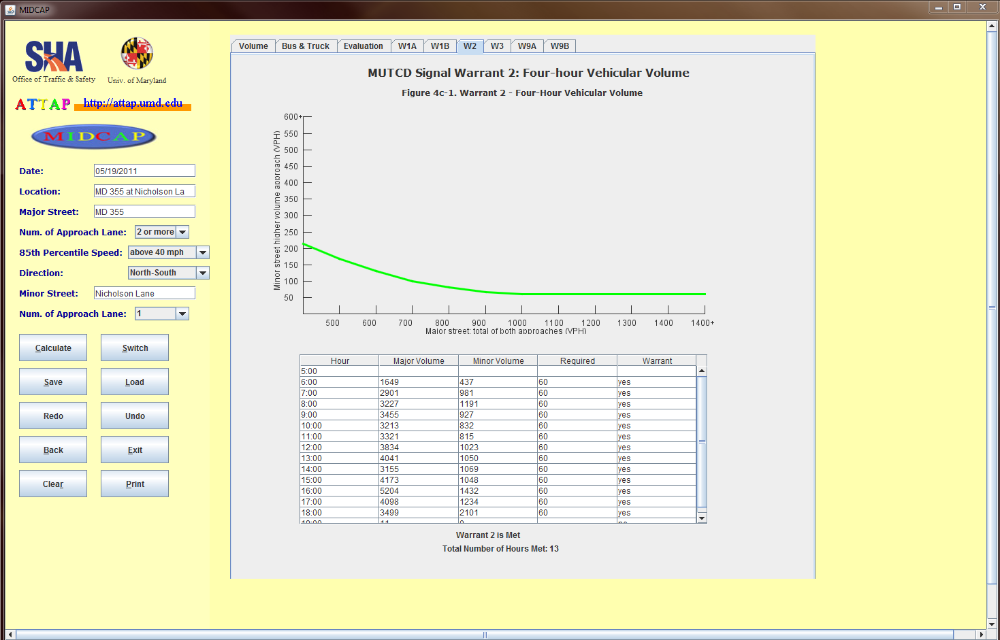 MIDCAP
SHA
Office of Traffic & Safety
Univ. of Maryland
ATTAP http://attap.umd.edu
MIDCAP
Date: 05/19/2011
Location: MD 355 at Nicholson La
Major Street: MD 355
Num. of Approach Lane: 2 or more
85th Percentile Speed: above 40 mph
Direction: North-South
Minor Street: Nicholson Lane
Num. of Approach Lane: 1
Calculate Switch
Save Load
Redo Undo
Back Exit
Clear Print
Volume Bus & Truck Evaluation W1A W1B W2 W3 W9A W9B
MUTCD Signal Warrant 2: Four-hour Vehicular Volume
Figure 4c-1. Warrant 2 - Four-Hour Vehicular Volume
Minor street higher volume approach (VPH)
600+
550
500
450
400
350
300
250
200
150
100
50
500 600 700 800 900 1000 1100 1200 1300 1400 1400+
Major street: total of both approaches (VPH)
Hour Major Volume Minor Volume Required Warrant
5:00
6:00 1649 437 60 yes
7:00 2901 981 60 yes
8:00 3227 1191 60 yes
9:00 3455 927 60 yes
10:00 3213 832 60 yes
11:00 3321 815 60 yes
12:00 3834 1023 60 yes
13:00 4041 1050 60 yes
14:00 3155 1069 60 yes
15:00 4173 1048 60 yes
16:00 5204 1432 60 yes
17:00 4098 1234 60 yes
18:00 3499 2101 60 yes
Warrant 2 is Met
Total Number of Hours Met: 13